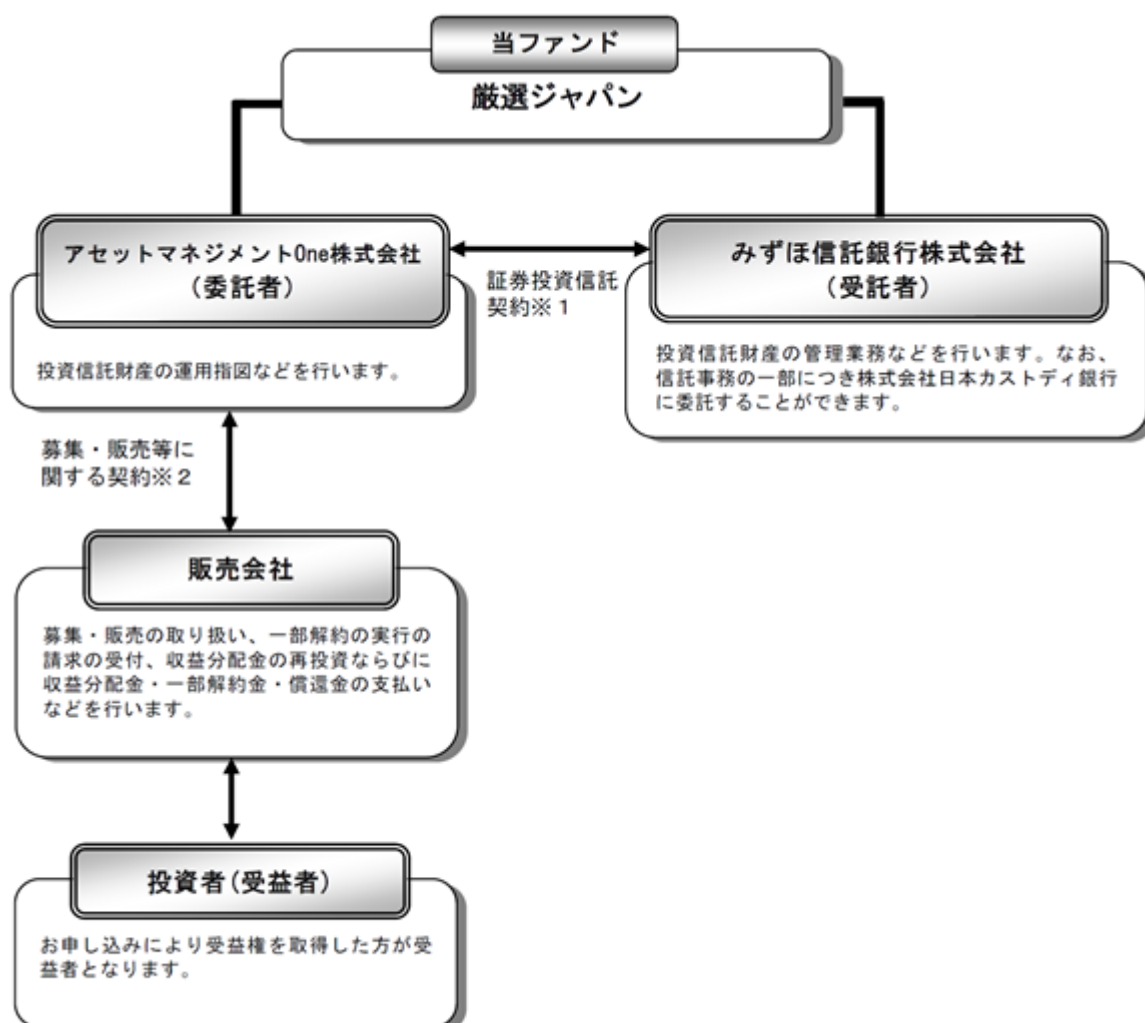 当ファンド
厳選ジャパン
アセットマネジメントOne株式会社
（委託者）
投資信託財産の運用指図などを行います。
証券投資信託
契約※１
みずほ信託銀行株式会社
（受託者）
投資信託財産の管理業務などを行います。なお、
信託事務の一部につき株式会社日本カストディ銀行
に委託することができます。
募集・販売等に
関する契約※２
販売会社
募集・販売の取り扱い、一部解約の実行の
請求の受付、収益分配金の再投資ならびに
収益分配金・一部解約金・償還金の支払い
などを行います。
投資者(受益者)
お申し込みにより受益権を取得した方が受
益者となります。